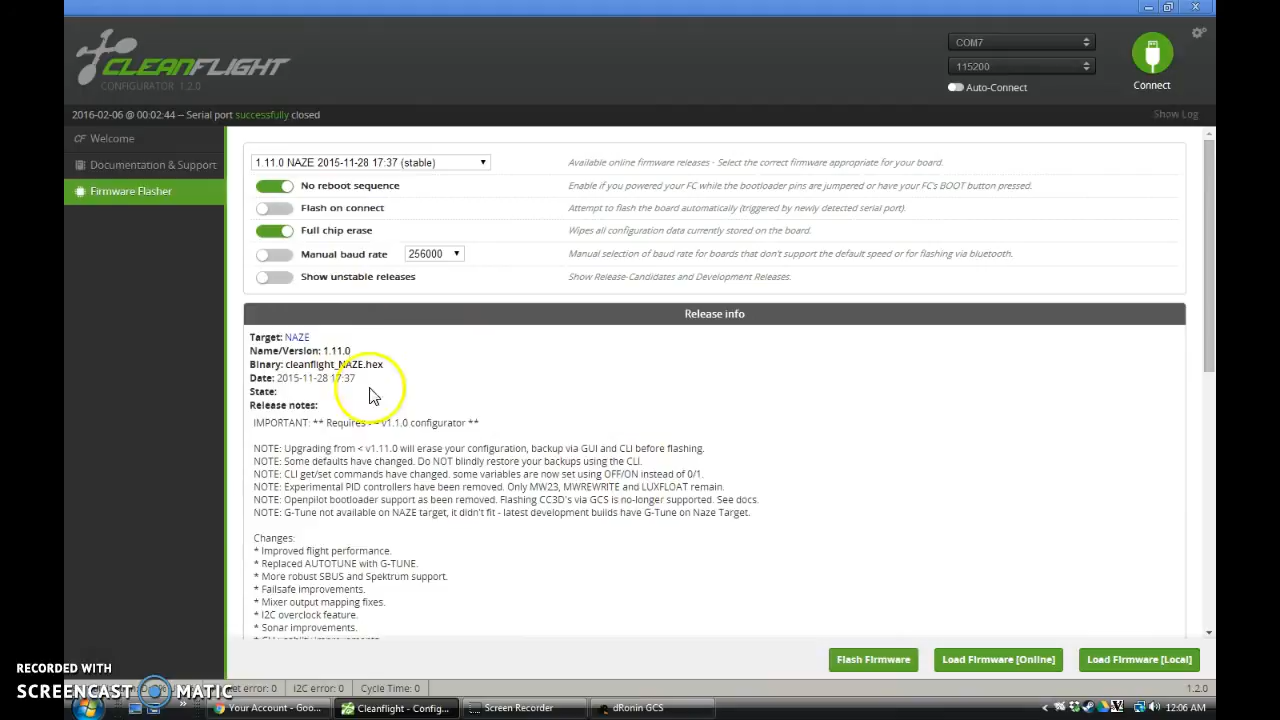 CLEANFLIGHT
CONFIGURATOR 1.2.0
COM7
115200
Auto-Connect
Connect
2016-02-06 @ 00:02:44 -- Serial port successfully closed
Show Log
CF Welcome
Documentation & Support
Firmware Flasher
1.11.0 NAZE 2015-11-28 17:37 (stable)
Available online firmware releases - Select the correct firmware appropriate for your board.
No reboot sequence
Enable if you powered your FC while the bootloader pins are jumpered or have your FC's BOOT button pressed.
Flash on connect
Attempt to flash the board automatically (triggered by newly detected serial port).
Full chip erase
Wipes all configuration data currently stored on the board.
Manual baud rate
256000
Manual selection of baud rate for boards that don't support the default speed or for flashing via bluetooth.
Show unstable releases
Show Release-Candidates and Development Releases.
Release info
Target: NAZE
Name/Version: 1.11.0
Binary: cleanflight_NAZE.hex
Date: 2015-11-28 17:37
State:
Release notes:
IMPORTANT: ** Requires v1.1.0 configurator **
NOTE: Upgrading from < v1.11.0 will erase your configuration, backup via GUI and CLI before flashing.
NOTE: Some defaults have changed. Do NOT blindly restore your backups using the CLI.
NOTE: CLI get/set commands have changed. some variables are now set using OFF/ON instead of 0/1.
NOTE: Experimental PID controllers have been removed. Only MW23, MWREWRITE and LUXFLOAT remain.
NOTE: Openpilot bootloader support as been removed. Flashing CC3D's via GCS is no-longer supported. See docs.
NOTE: G-Tune not available on NAZE target, it didn't fit - latest development builds have G-Tune on Naze Target.
Changes:
* Improved flight performance.
* Replaced AUTOTUNE with G-TUNE.
* More robust SBUS and Spektrum support.
* Failsafe improvements.
* Mixer output mapping fixes.
* I2C overclock feature.
* Sonar improvements.
Flash Firmware
Load Firmware [Online]
Load Firmware [Local]
RECORDED WITH
SCREENCAST MATIC
error: 0
I2C error: 0
Cycle Time: 0
1.2.0
Your Account - Goo...
Cleanflight - Config...
Screen Recorder
dRonin GCS
12:06 AM